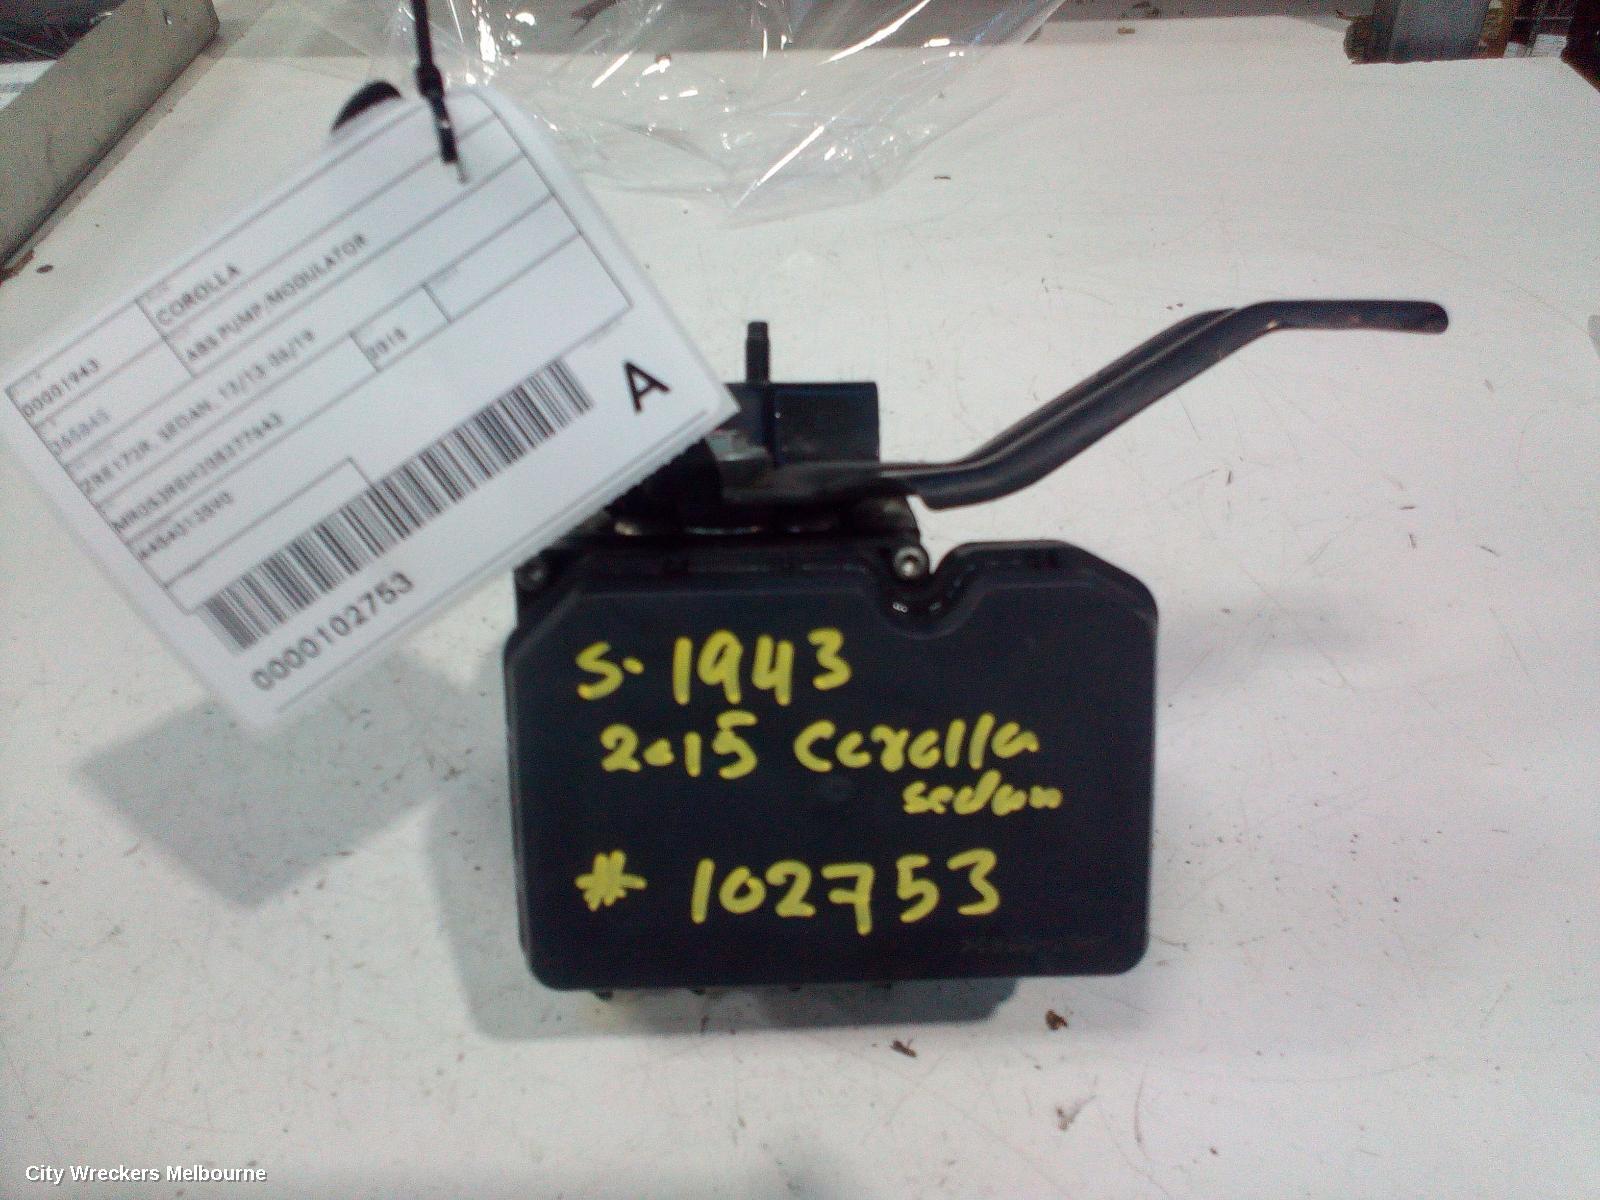 COROLLA
00001943
ABS PUMP/MODULATOR
ZRE172R, SEDAN, 12/13-06/19
2015
A
0000102753
S-1943
2015 Corolla
sedan
# 102753
City Wreckers Melbourne